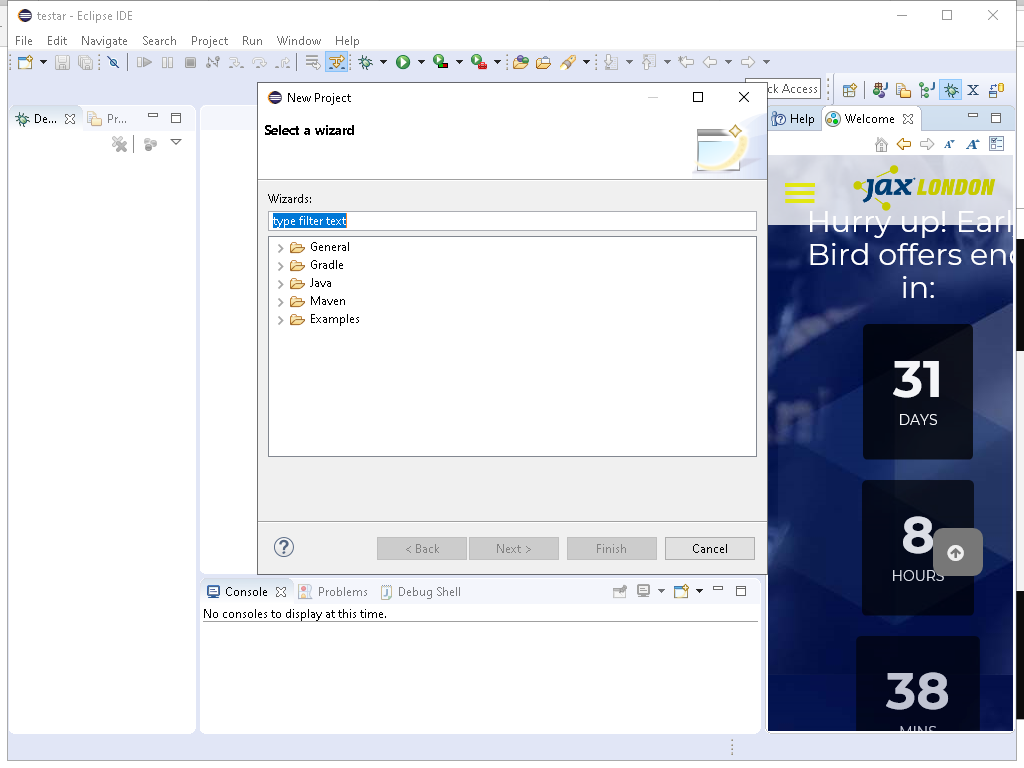 testar - Eclipse IDE
File Edit Navigate Search Project Run Window Help
ck Access
X
De...
Pr...
Help
Welcome
A
A
New Project
Select a wizard
Wizards:
type filter text
General
Gradle
Java
Maven
Examples
?
< Back
Next >
Finish
Cancel
jax LONDON
Hurry up! Earl
Bird offers end
in:
31
DAYS
8
HOURS
38
MINS
Console
Problems
Debug Shell
No consoles to display at this time.